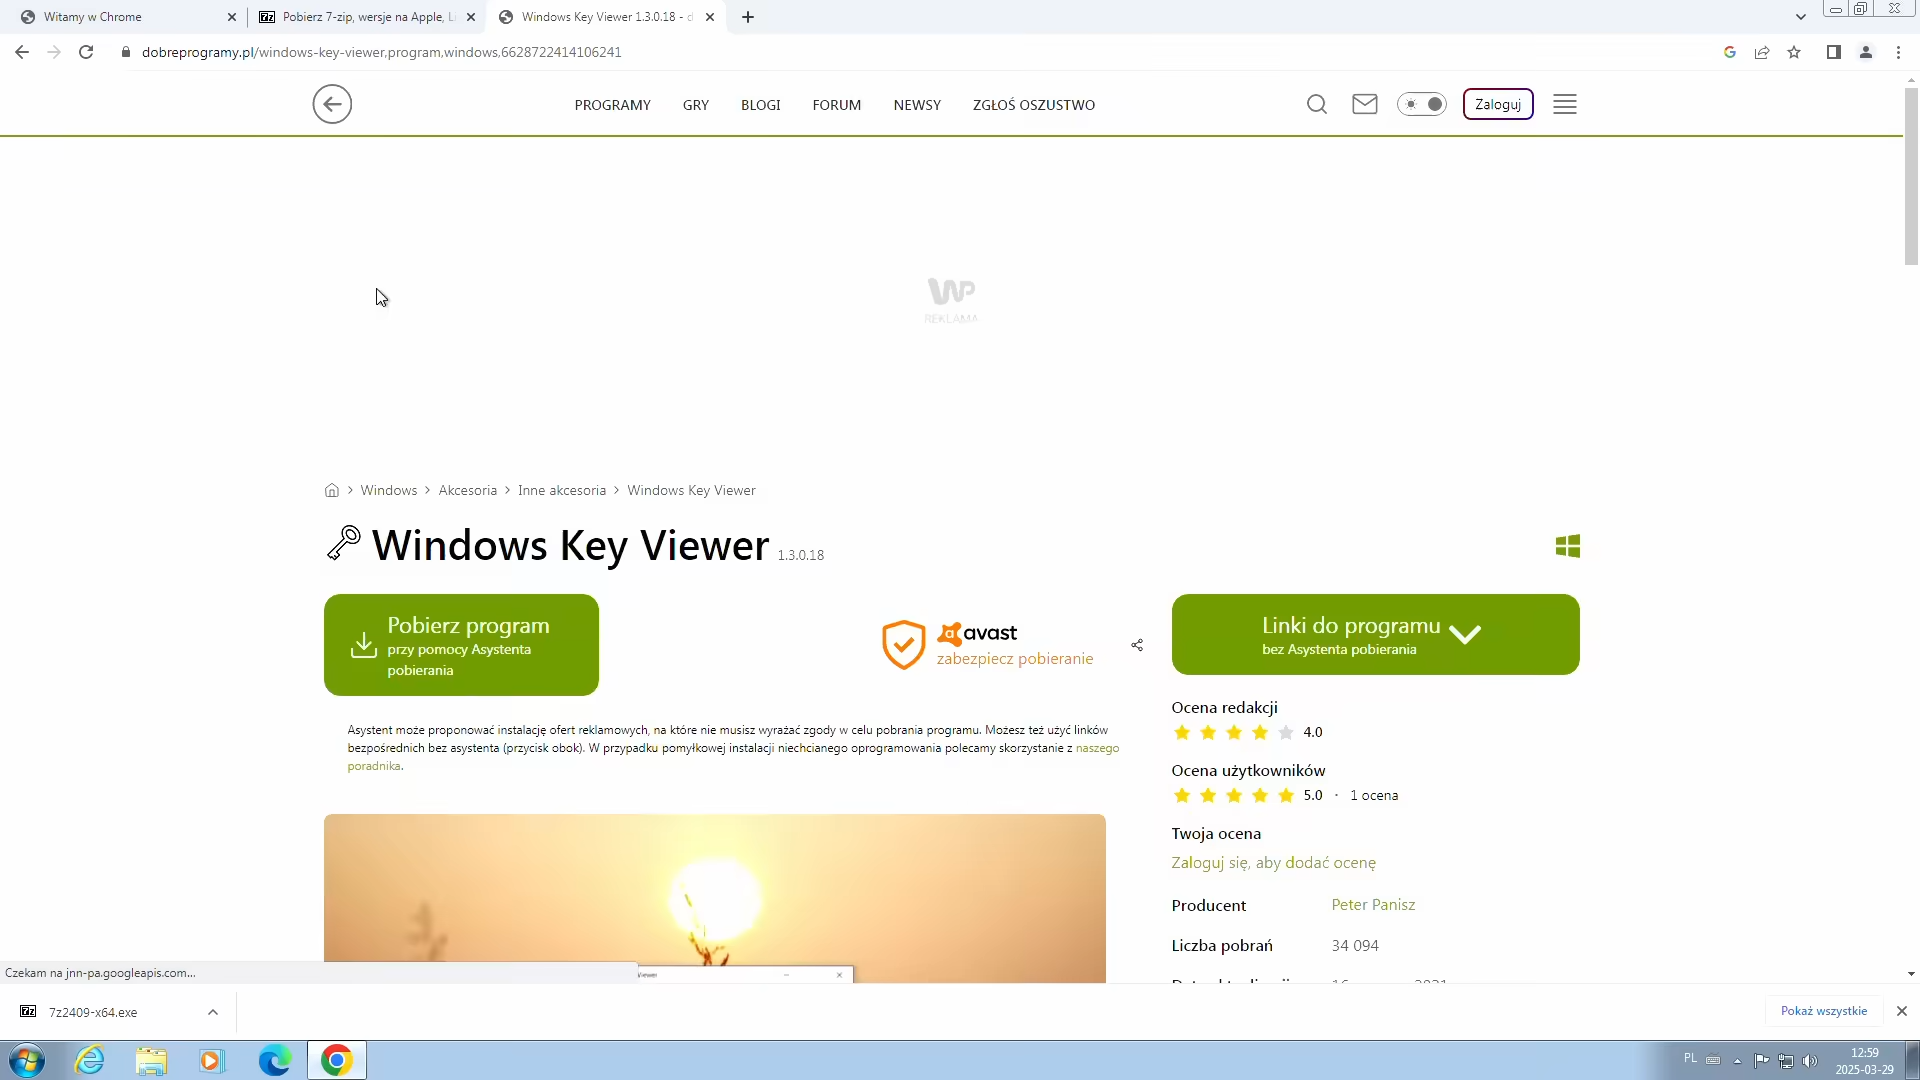 Witamy w Chrome
Pobierz 7-zip, wersje na Apple, Li
Windows Key Viewer 1.3.0.18 - d
dobreprogramy.pl/windows-key-viewer,program,windows,6628722414106241
PROGRAMY
GRY
BLOGI
FORUM
NEWSY
ZGŁOŚ OSZUSTWO
Zaloguj
WP
REKLAMA
Windows
Akcesoria
Inne akcesoria
Windows Key Viewer
Windows Key Viewer 1.3.0.18
Pobierz program
przy pomocy Asystenta
pobierania
avast
zabezpiecz pobieranie
Linki do programu
bez Asystenta pobierania
Asystent może proponować instalację ofert reklamowych, na które nie musisz wyrażać zgody w celu pobrania programu. Możesz też użyć linków
bezpośrednich bez asystenta (przycisk obok). W przypadku pomyłkowej instalacji niechcianego oprogramowania polecamy skorzystanie z naszego
poradnika.
Ocena redakcji
4.0
Ocena użytkowników
5.0 · 1 ocena
Twoja ocena
Zaloguj się, aby dodać ocenę
Producent Peter Panisz
Liczba pobrań 34 094
Czekam na jnn-pa.googleapis.com...
7z2409-x64.exe
Pokaż wszystkie
PL
12:59
2025-03-29